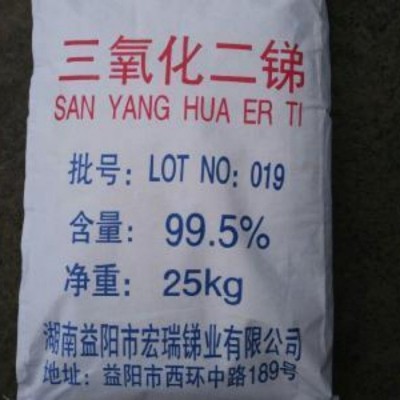 三氧化二锑
SAN YANG HUA ER TI
批号：LOT NO：019
含量：99.5%
净重：25kg
湖南益阳市宏瑞锑业有限公司
地址：益阳市西环中路189号